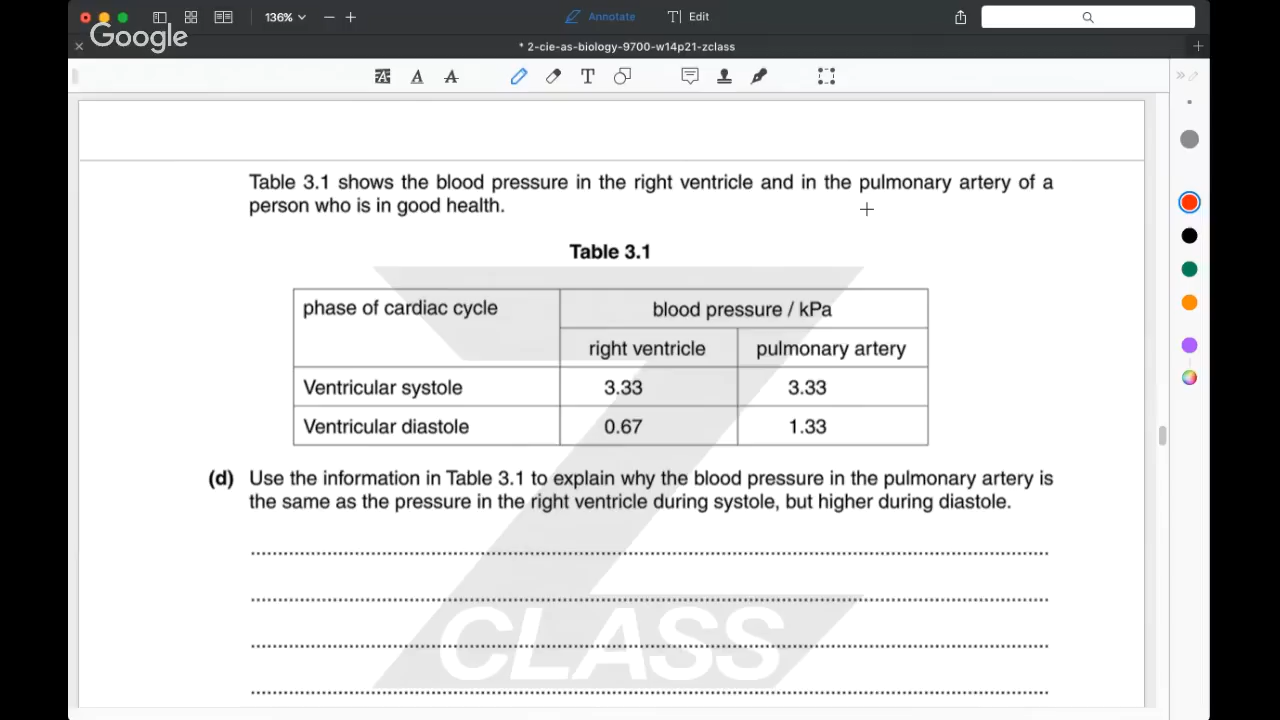 136%
Annotate
T| Edit
Google
* 2-cie-as-biology-9700-w14p21-zclass
A A A T
Table 3.1 shows the blood pressure in the right ventricle and in the pulmonary artery of a
person who is in good health.
Table 3.1
phase of cardiac cycle
blood pressure / kPa
right ventricle pulmonary artery
Ventricular systole 3.33 3.33
Ventricular diastole 0.67 1.33
(d) Use the information in Table 3.1 to explain why the blood pressure in the pulmonary artery is
the same as the pressure in the right ventricle during systole, but higher during diastole.
CLASS